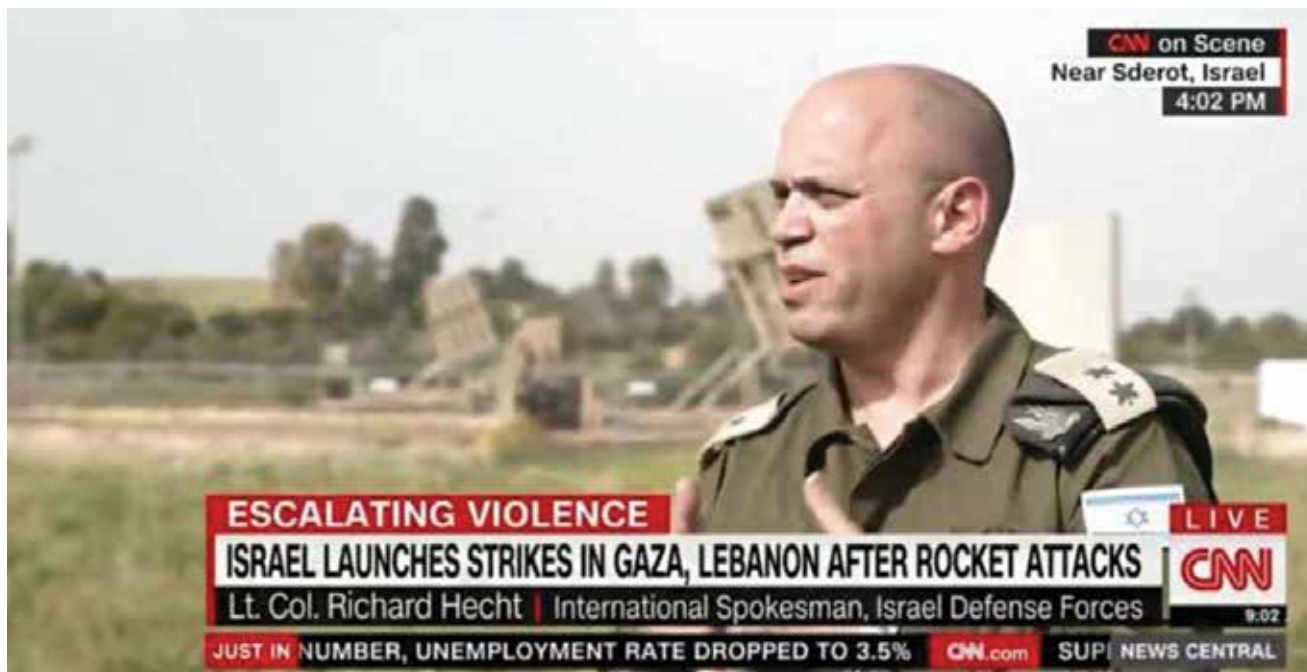 CNN on Scene
Near Sderot, Israel
4:02 PM
ESCALATING VIOLENCE
LIVE
ISRAEL LAUNCHES STRIKES IN GAZA, LEBANON AFTER ROCKET ATTACKS
CNN
Lt. Col. Richard Hecht | International Spokesman, Israel Defense Forces
9:02
JUST IN NUMBER, UNEMPLOYMENT RATE DROPPED TO 3.5% CNN.com SUP NEWS CENTRAL